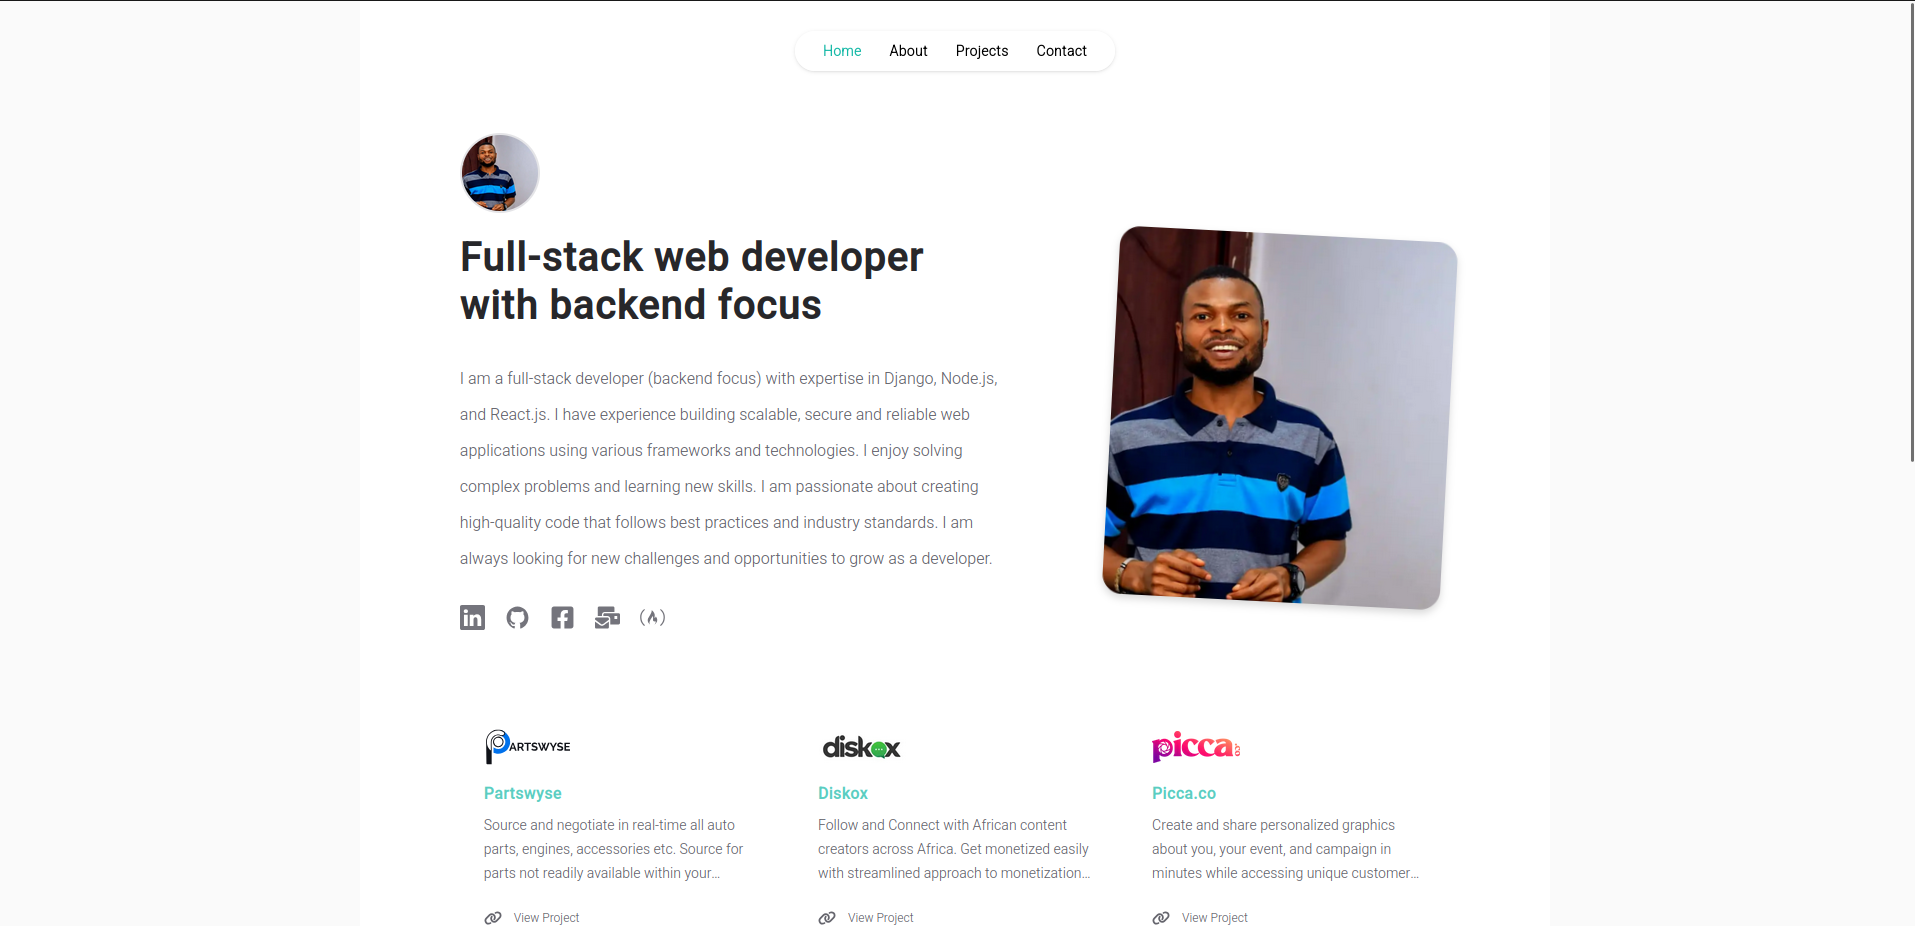 Home About Projects Contact
Full-stack web developer
with backend focus
I am a full-stack developer (backend focus) with expertise in Django, Node.js,
and React.js. I have experience building scalable, secure and reliable web
applications using various frameworks and technologies. I enjoy solving
complex problems and learning new skills. I am passionate about creating
high-quality code that follows best practices and industry standards. I am
always looking for new challenges and opportunities to grow as a developer.
in
PARTSWYSE
Partswyse
Source and negotiate in real-time all auto
parts, engines, accessories etc. Source for
parts not readily available within your...
View Project
diskox
Diskox
Follow and Connect with African content
creators across Africa. Get monetized easily
with streamlined approach to monetization...
View Project
picca.co
Picca.co
Create and share personalized graphics
about you, your event, and campaign in
minutes while accessing unique customer...
View Project